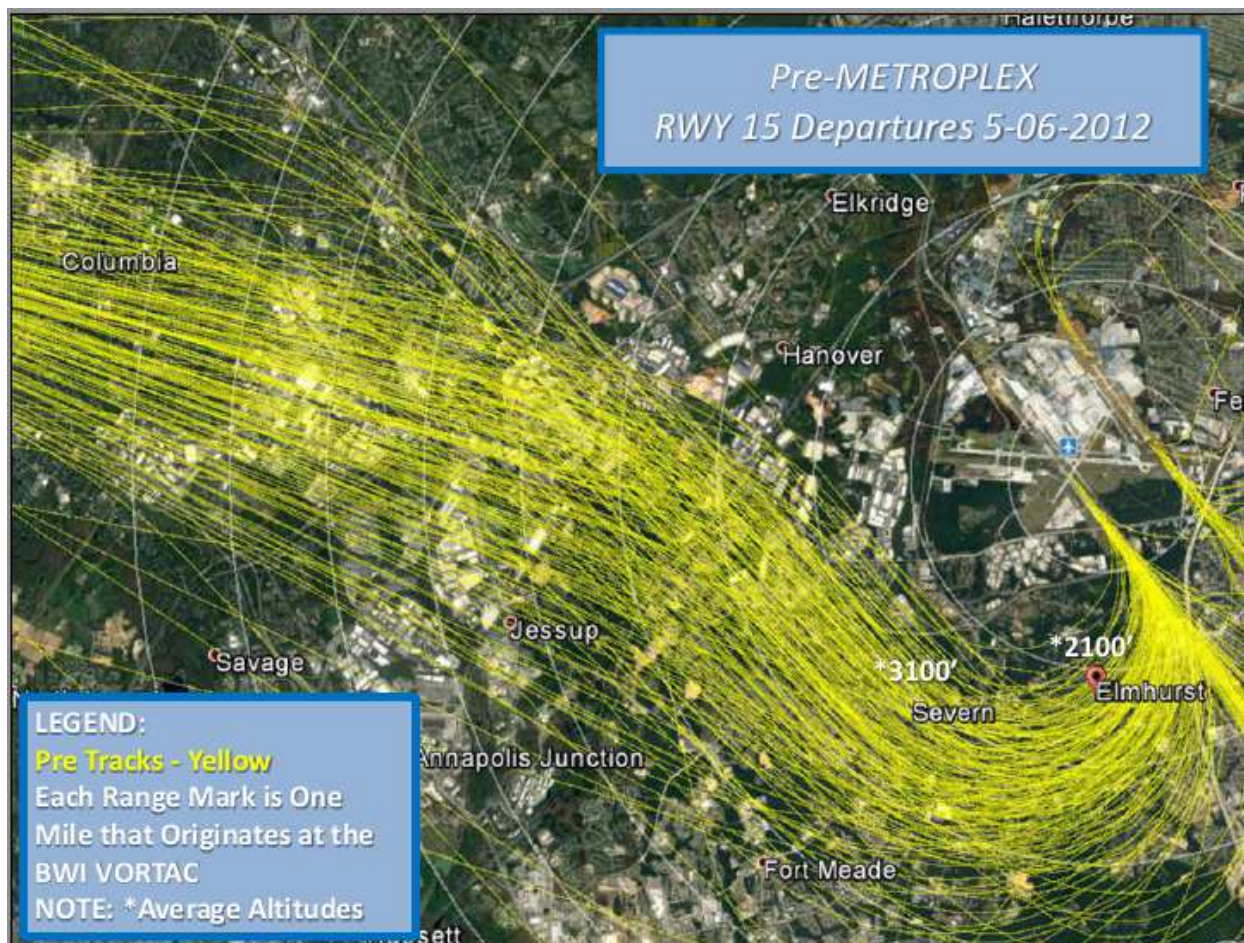 Halethorpe
Pre-METROPLEX
RWY 15 Departures 5-06-2012
Elkridge
Columbia
Hanover
Fe
Jessup
*2100’
Savage
*3100’
Elmhurst
Severn
LEGEND:
Pre Tracks - Yellow
Each Range Mark is One
Mile that Originates at the
BWI VORTAC
NOTE: *Average Altitudes
Annapolis Junction
Fort Meade